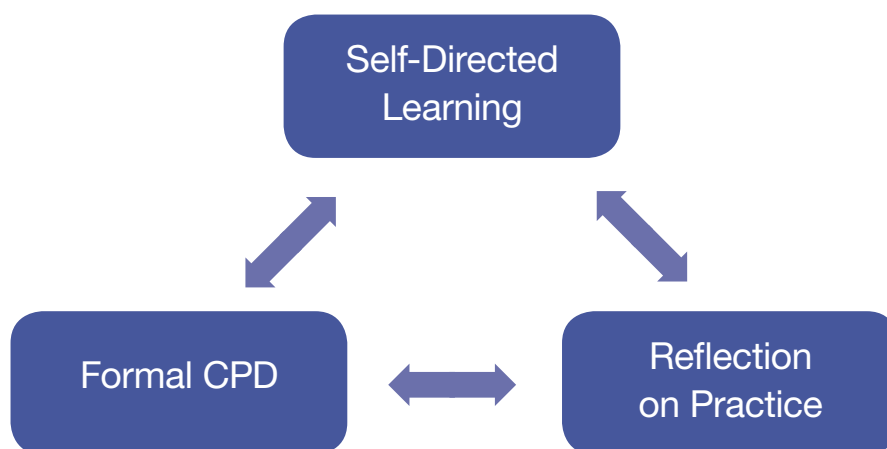 Self-Directed
Learning
Formal CPD
Reflection
on Practice